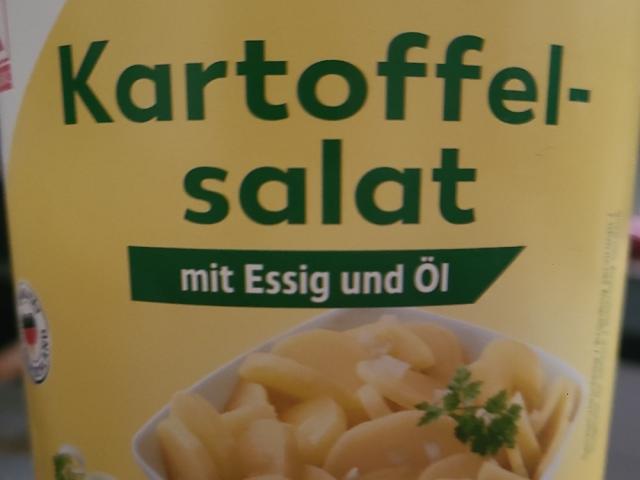 Kartoffel-
salat
mit Essig und Öl